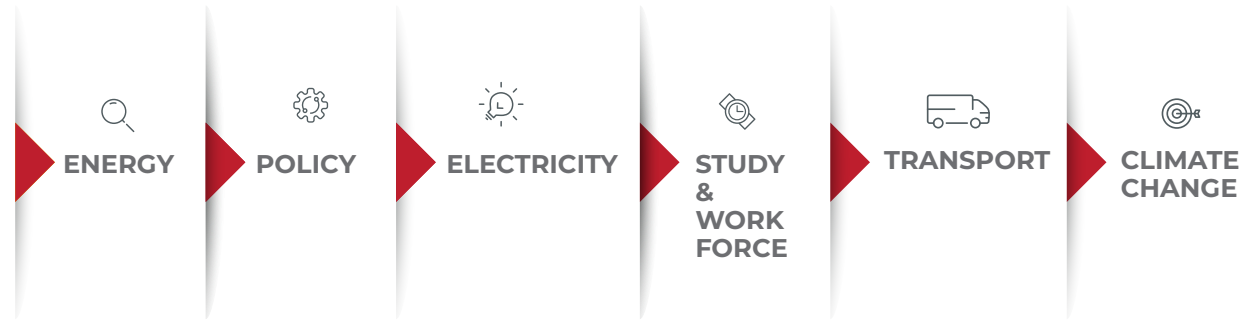 ENERGY
POLICY
ELECTRICITY
STUDY
&
WORK
FORCE
TRANSPORT
CLIMATE
CHANGE